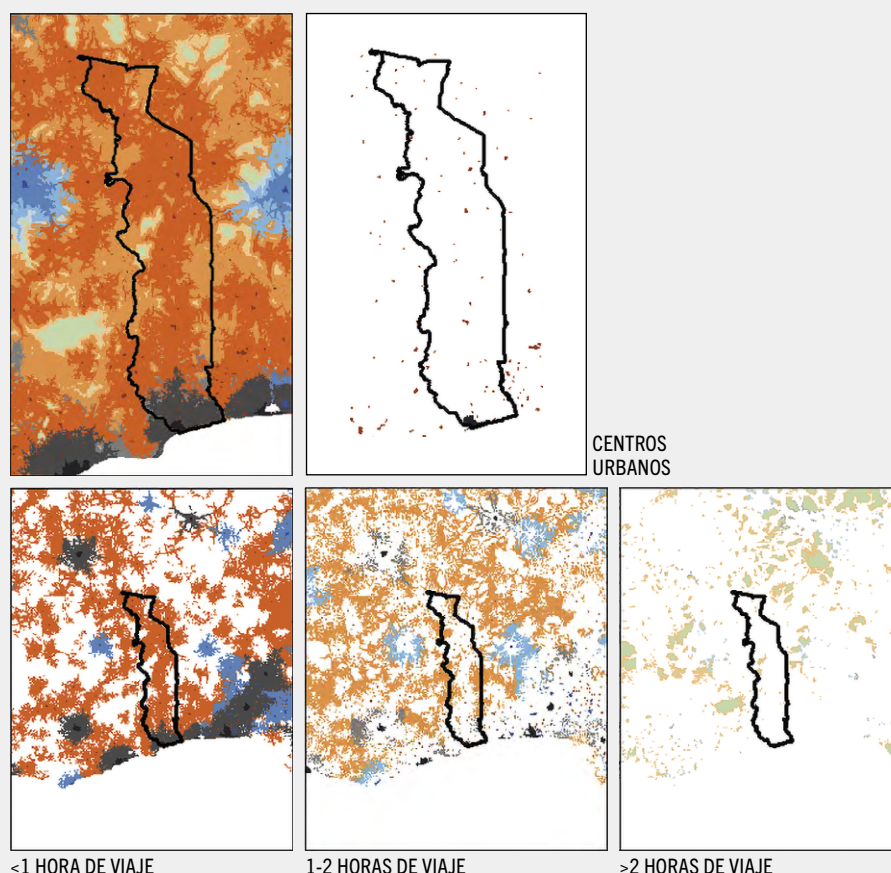 CENTROS
URBANOS
<1 HORA DE VIAJE
1-2 HORAS DE VIAJE
>2 HORAS DE VIAJE